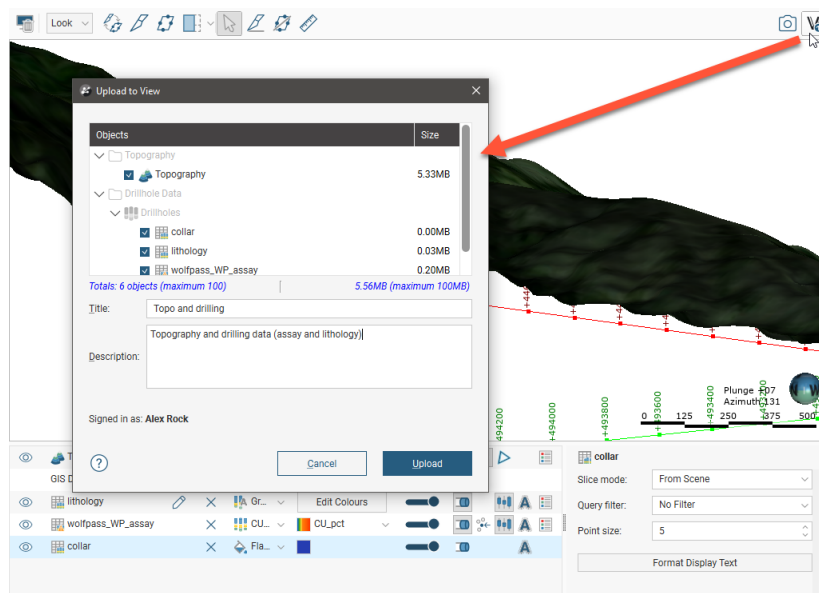 Look
Upload to View
Objects Size
Topography
Topography 5.33MB
Drillhole Data
Drillholes
collar 0.00MB
lithology 0.03MB
wolfpass_WP_assay 0.20MB
Totals: 6 objects (maximum 100) 5.56MB (maximum 100MB)
Title: Topo and drilling
Description: Topography and drilling data (assay and lithology)
Signed in as: Alex Rock
? Cancel Upload
Plunge +07
Azimuth 131
0 125 250 375 500
494200
+494000
+493800
+493600
+493400
GIS D
lithology Gr... Edit Colours
wolfpass_WP_assay CU... CU_pct
collar Fla...
collar
Slice mode: From Scene
Query filter: No Filter
Point size: 5
Format Display Text